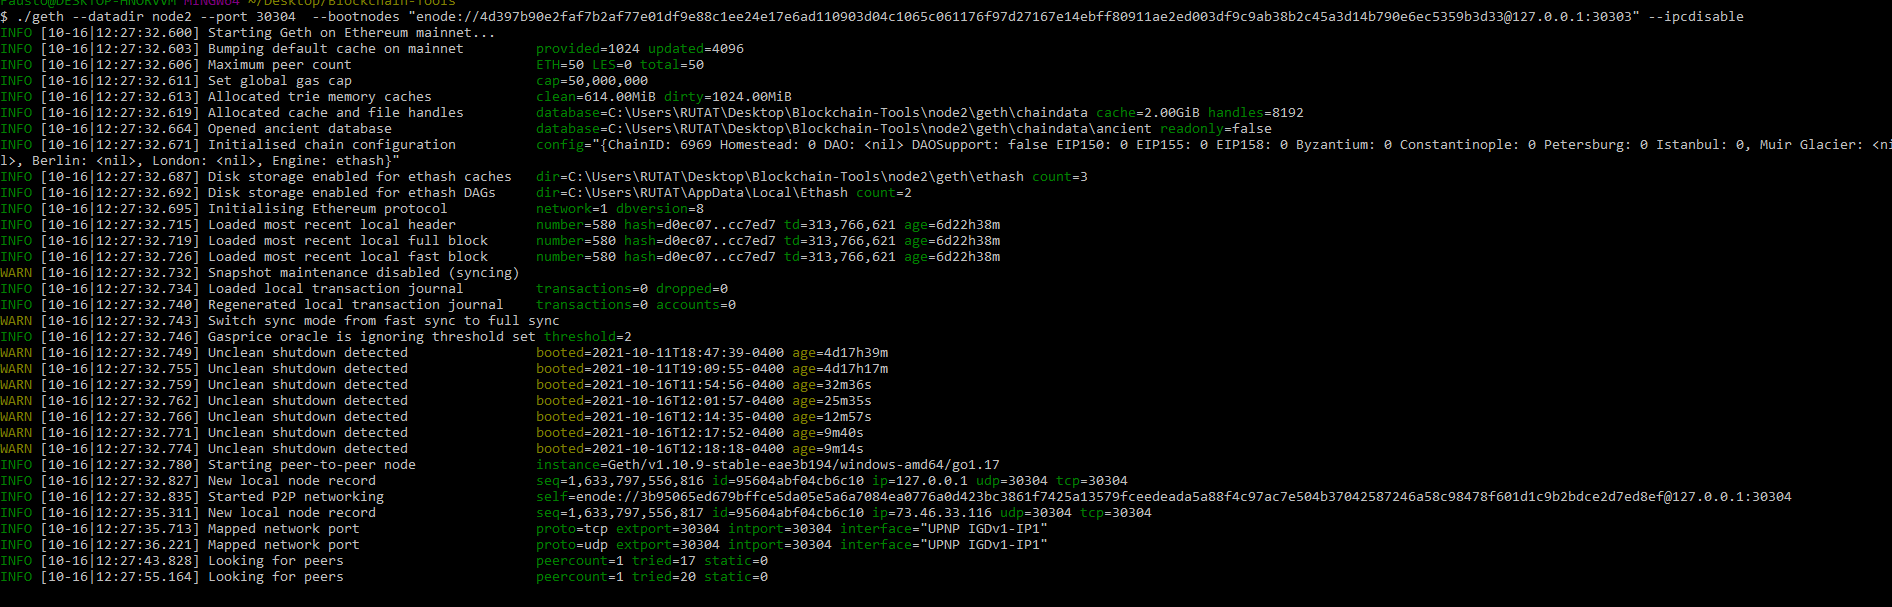 Fausto@DESKTOP-HNORVVM MINGW64 ~/Desktop/Blockchain-Tools
$ ./geth --datadir node2 --port 30304  --bootnodes "enode://4d397b90e2faf7b2af77e01df9e88c1ee24e17e6ad110903d04c1065c061176f97d27167e14ebff80911ae2ed003df9c9ab38b2c45a3d14b790e6ec5359b3d33@127.0.0.1:30303" --ipcdisable
INFO [10-16|12:27:32.600] Starting Geth on Ethereum mainnet...
INFO [10-16|12:27:32.603] Bumping default cache on mainnet         provided=1024 updated=4096
INFO [10-16|12:27:32.606] Maximum peer count                       ETH=50 LES=0 total=50
INFO [10-16|12:27:32.611] Set global gas cap                       cap=50,000,000
INFO [10-16|12:27:32.613] Allocated trie memory caches             clean=614.00MiB dirty=1024.00MiB
INFO [10-16|12:27:32.619] Allocated cache and file handles         database=C:\Users\RUTAT\Desktop\Blockchain-Tools\node2\geth\chaindata cache=2.00GiB handles=8192
INFO [10-16|12:27:32.664] Opened ancient database                  database=C:\Users\RUTAT\Desktop\Blockchain-Tools\node2\geth\chaindata\ancient readonly=false
INFO [10-16|12:27:32.671] Initialised chain configuration          config="{ChainID: 6969 Homestead: 0 DAO: <nil> DAOSupport: false EIP150: 0 EIP155: 0 EIP158: 0 Byzantium: 0 Constantinople: 0 Petersburg: 0 Istanbul: 0, Muir Glacier: <ni
l>, Berlin: <nil>, London: <nil>, Engine: ethash}"
INFO [10-16|12:27:32.687] Disk storage enabled for ethash caches   dir=C:\Users\RUTAT\Desktop\Blockchain-Tools\node2\geth\ethash count=3
INFO [10-16|12:27:32.692] Disk storage enabled for ethash DAGs     dir=C:\Users\RUTAT\AppData\Local\Ethash count=2
INFO [10-16|12:27:32.695] Initialising Ethereum protocol           network=1 dbversion=8
INFO [10-16|12:27:32.715] Loaded most recent local header          number=580 hash=d0ec07..cc7ed7 td=313,766,621 age=6d22h38m
INFO [10-16|12:27:32.719] Loaded most recent local full block      number=580 hash=d0ec07..cc7ed7 td=313,766,621 age=6d22h38m
INFO [10-16|12:27:32.726] Loaded most recent local fast block      number=580 hash=d0ec07..cc7ed7 td=313,766,621 age=6d22h38m
WARN [10-16|12:27:32.732] Snapshot maintenance disabled (syncing)
INFO [10-16|12:27:32.734] Loaded local transaction journal         transactions=0 dropped=0
INFO [10-16|12:27:32.740] Regenerated local transaction journal    transactions=0 accounts=0
WARN [10-16|12:27:32.743] Switch sync mode from fast sync to full sync
INFO [10-16|12:27:32.746] Gasprice oracle is ignoring threshold set threshold=2
WARN [10-16|12:27:32.749] Unclean shutdown detected                booted=2021-10-11T18:47:39-0400 age=4d17h39m
WARN [10-16|12:27:32.755] Unclean shutdown detected                booted=2021-10-11T19:09:55-0400 age=4d17h17m
WARN [10-16|12:27:32.759] Unclean shutdown detected                booted=2021-10-16T11:54:56-0400 age=32m36s
WARN [10-16|12:27:32.762] Unclean shutdown detected                booted=2021-10-16T12:01:57-0400 age=25m35s
WARN [10-16|12:27:32.766] Unclean shutdown detected                booted=2021-10-16T12:14:35-0400 age=12m57s
WARN [10-16|12:27:32.771] Unclean shutdown detected                booted=2021-10-16T12:17:52-0400 age=9m40s
WARN [10-16|12:27:32.774] Unclean shutdown detected                booted=2021-10-16T12:18:18-0400 age=9m14s
INFO [10-16|12:27:32.780] Starting peer-to-peer node               instance=Geth/v1.10.9-stable-eae3b194/windows-amd64/go1.17
INFO [10-16|12:27:32.827] New local node record                    seq=1,633,797,556,816 id=95604abf04cb6c10 ip=127.0.0.1 udp=30304 tcp=30304
INFO [10-16|12:27:32.835] Started P2P networking                   self=enode://3b95065ed679bffce5da05e5a6a7084ea0776a0d423bc3861f7425a13579fceedeada5a88f4c97ac7e504b37042587246a58c98478f601d1c9b2bdce2d7ed8ef@127.0.0.1:30304
INFO [10-16|12:27:35.311] New local node record                    seq=1,633,797,556,817 id=95604abf04cb6c10 ip=73.46.33.116 udp=30304 tcp=30304
INFO [10-16|12:27:35.713] Mapped network port                      proto=tcp extport=30304 intport=30304 interface="UPNP IGDv1-IP1"
INFO [10-16|12:27:36.221] Mapped network port                      proto=udp extport=30304 intport=30304 interface="UPNP IGDv1-IP1"
INFO [10-16|12:27:43.828] Looking for peers                        peercount=1 tried=17 static=0
INFO [10-16|12:27:55.164] Looking for peers                        peercount=1 tried=20 static=0